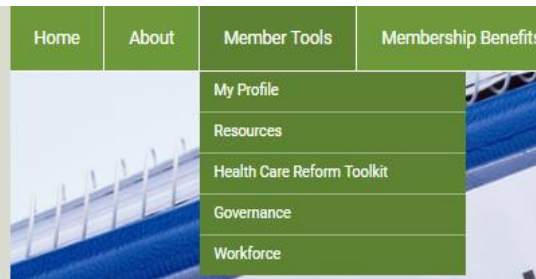 Home About Member Tools Membership Benefits
My Profile
Resources
Health Care Reform Toolkit
Governance
Workforce